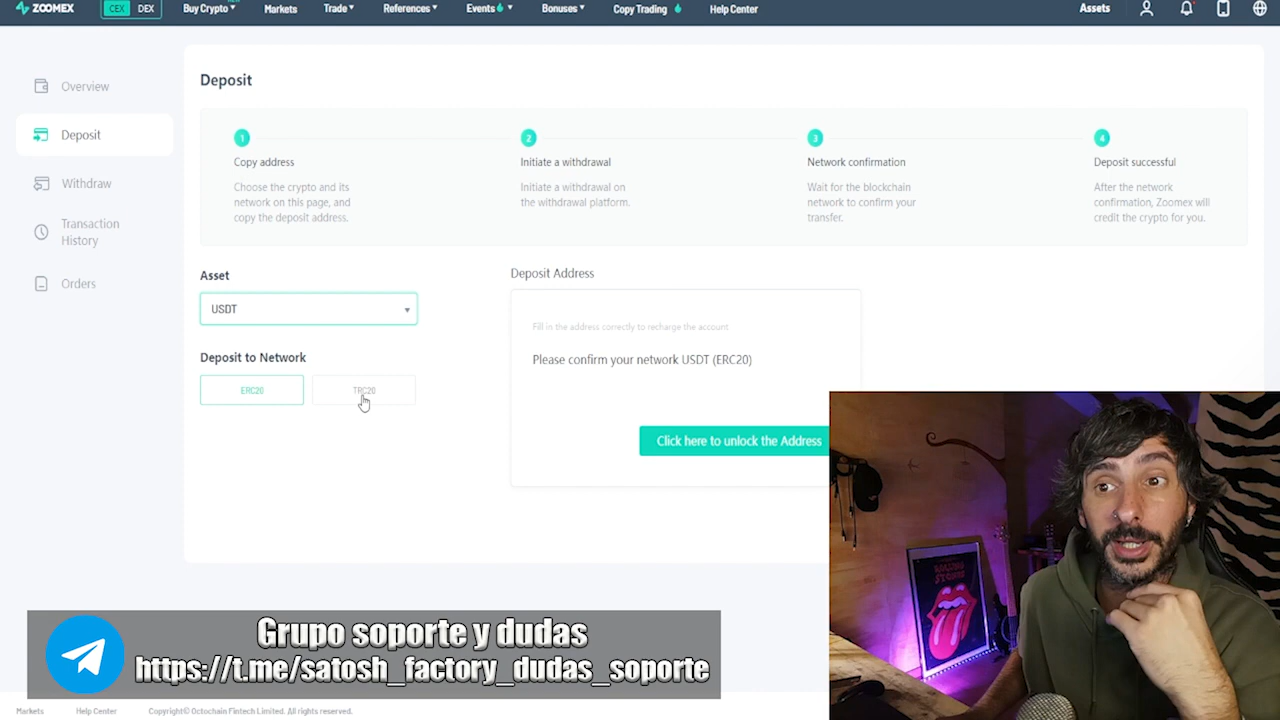 ZOOMEX
CEX DEX
Buy Crypto
Markets
Trade
References
Events
Bonuses
Copy Trading
Help Center
Assets
Overview
Deposit
Withdraw
Transaction
History
Orders
Deposit
1
Copy address
Choose the crypto and its
network on this page, and
copy the deposit address.
2
Initiate a withdrawal
Initiate a withdrawal on
the withdrawal platform.
3
Network confirmation
Wait for the blockchain
network to confirm your
transfer.
4
Deposit successful
After the network
confirmation, Zoomex will
credit the crypto for you.
Asset
USDT
Deposit to Network
ERC20
TRC20
Deposit Address
Fill in the address correctly to recharge the account.
Please confirm your network USDT (ERC20)
Click here to unlock the Address
ROLLING
STONES
Grupo soporte y dudas
https://t.me/satosh_factory_dudas_soporte
Markets
Help Center
Copyright© Octochain Fintech Limited. All rights reserved.